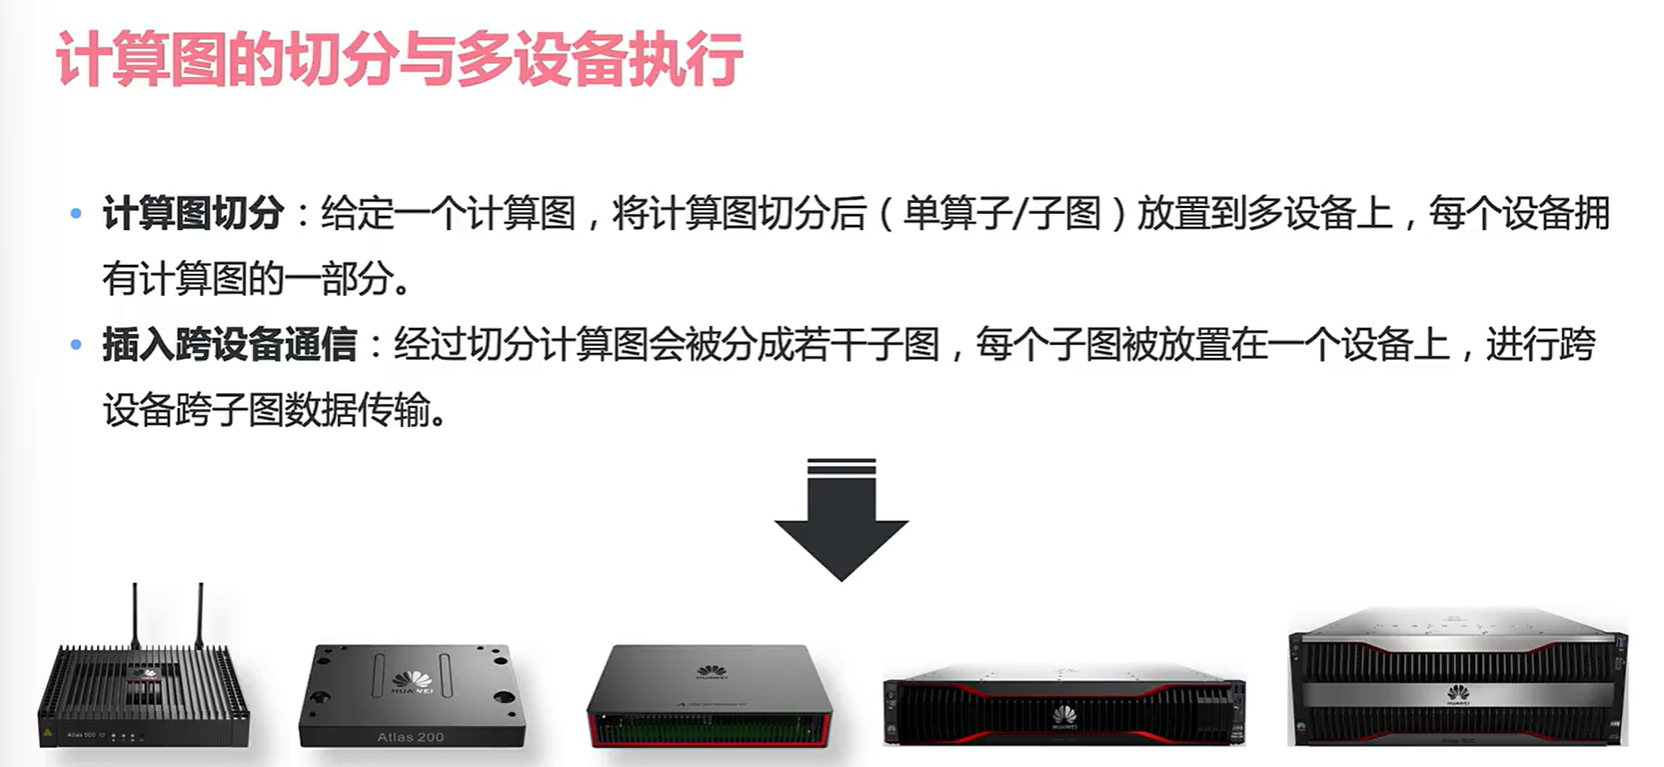 计算图的切分与多设备执行
计算图切分：给定一个计算图，将计算图切分后（单算子/子图）放置到多设备上，每个设备拥
有计算图的一部分。
插入跨设备通信：经过切分计算图会被分成若干子图，每个子图被放置在一个设备上，进行跨
设备跨子图数据传输。
Atlas 500
HUAWEI
Atlas 200
HUAWEI
HUAWEI
HUAWEI